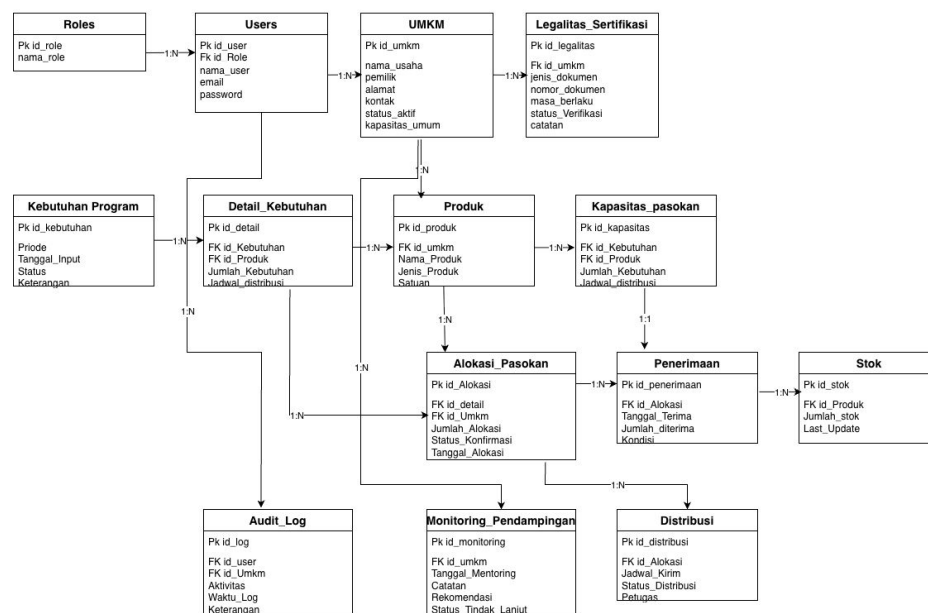 Roles
Pk id_role
nama_role
1:N
Users
Pk id_user
Fk id_Role
nama_user
email
password
1:N
UMKM
Pk id_umkm
nama_usaha
pemilik
alamat
kontak
status_aktif
kapasitas_umum
1:N
Legalitas_Sertifikasi
Pk id_legalitas
Fk id_umkm
jenis_dokumen
nomor_dokumen
masa_berlaku
status_Verifikasi
catatan
1:N
Kebutuhan Program
Pk id_kebutuhan
Priode
Tanggal_Input
Status
Keterangan
1:N
Detail_Kebutuhan
Pk id_detail
FK id_Kebutuhan
FK id_Produk
Jumlah_Kebutuhan
Jadwal_distribusi
1:N
Produk
Pk id_produk
FK id_umkm
Nama_Produk
Jenis_Produk
Satuan
1:N
Kapasitas_pasokan
Pk id_kapasitas
FK id_Kebutuhan
FK id_Produk
Jumlah_Kebutuhan
Jadwal_distribusi
1:N
1:N
1:1
1:N
1:N
Alokasi_Pasokan
Pk id_Alokasi
FK id_detail
FK id_Umkm
Jumlah_Alokasi
Status_Konfirmasi
Tanggal_Alokasi
1:N
Penerimaan
Pk id_penerimaan
FK id_Alokasi
Tanggal_Terima
Jumlah_diterima
Kondisi
1:N
Stok
Pk id_stok
FK id_Produk
Jumlah_stok
Last_Update
1:N
Audit_Log
Pk id_log
FK id_user
FK id_Umkm
Aktivitas
Waktu_Log
Keterangan
Monitoring_Pendampingan
Pk id_monitoring
FK id_umkm
Tanggal_Mentoring
Catatan
Rekomendasi
Status_Tindak_Lanjut
Distribusi
Pk id_distribusi
FK id_Alokasi
Jadwal_Kirim
Status_Distribusi
Petugas